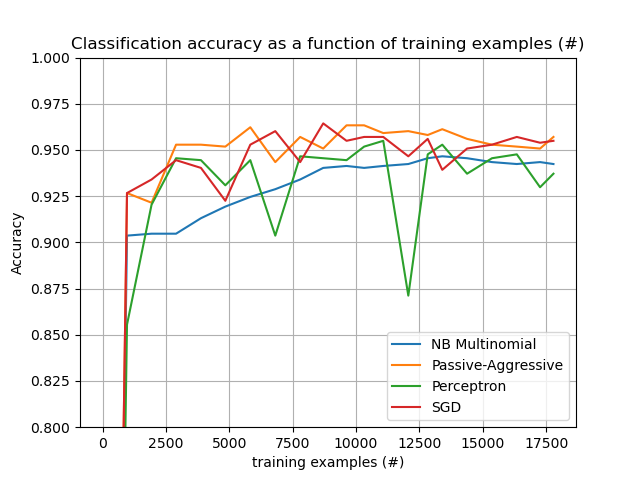 Classification accuracy as a function of training examples (#)
1.000
0.975
0.950
0.925
0.900
0.875
0.850
0.825
0.800
Accuracy
NB Multinomial
Passive-Aggressive
Perceptron
SGD
0 2500 5000 7500 10000 12500 15000 17500
training examples (#)